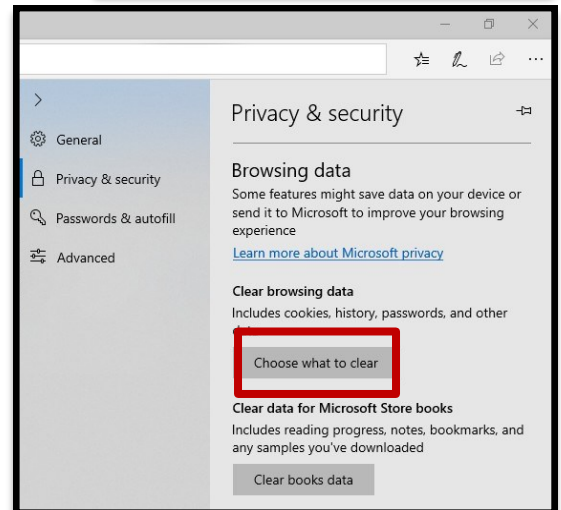 Privacy & security
General
Privacy & security
Passwords & autofill
Advanced
Browsing data
Some features might save data on your device or
send it to Microsoft to improve your browsing
experience
Learn more about Microsoft privacy
Clear browsing data
Includes cookies, history, passwords, and other
Choose what to clear
Clear data for Microsoft Store books
Includes reading progress, notes, bookmarks, and
any samples you've downloaded
Clear books data